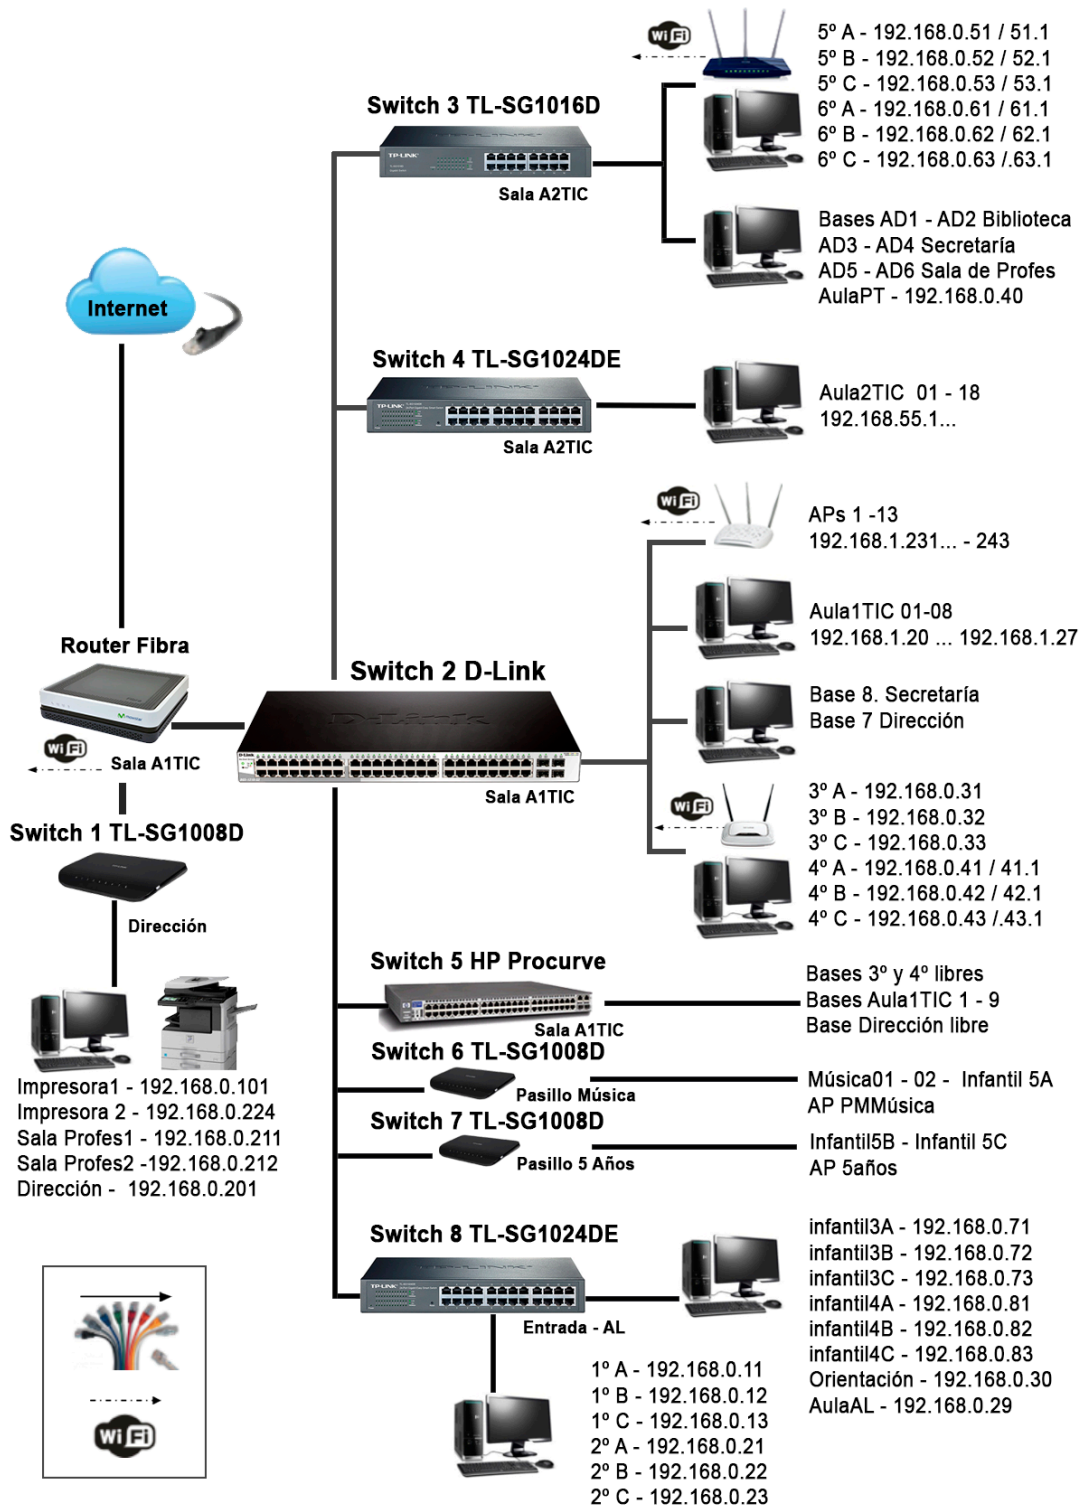 WiFi
5º A - 192.168.0.51 / 51.1
5º B - 192.168.0.52 / 52.1
5º C - 192.168.0.53 / 53.1
6º A - 192.168.0.61 / 61.1
6º B - 192.168.0.62 / 62.1
6º C - 192.168.0.63 /.63.1
Switch 3 TL-SG1016D
TP-LINK
Sala A2TIC
Bases AD1 - AD2 Biblioteca
AD3 - AD4 Secretaría
AD5 - AD6 Sala de Profes
AulaPT - 192.168.0.40
Internet
Switch 4 TL-SG1024DE
TP-LINK
Sala A2TIC
Aula2TIC 01 - 18
192.168.55.1...
WiFi
APs 1 -13
192.168.1.231... - 243
Aula1TIC 01-08
192.168.1.20 ... 192.168.1.27
Router Fibra
WiFi
Sala A1TIC
Switch 2 D-Link
D-Link
D-Link
Sala A1TIC
Base 8. Secretaría
Base 7 Dirección
WiFi
3º A - 192.168.0.31
3º B - 192.168.0.32
3º C - 192.168.0.33
4º A - 192.168.0.41 / 41.1
4º B - 192.168.0.42 / 42.1
4º C - 192.168.0.43 /.43.1
Switch 1 TL-SG1008D
Dirección
Impresora1 - 192.168.0.101
Impresora 2 - 192.168.0.224
Sala Profes1 - 192.168.0.211
Sala Profes2 -192.168.0.212
Dirección - 192.168.0.201
Switch 5 HP Procurve
Sala A1TIC
Bases 3º y 4º libres
Bases Aula1TIC 1 - 9
Base Dirección libre
Switch 6 TL-SG1008D
Pasillo Música
Música01 - 02 - Infantil 5A
AP PMMúsica
Switch 7 TL-SG1008D
Pasillo 5 Años
Infantil5B - Infantil 5C
AP 5años
Switch 8 TL-SG1024DE
TP-LINK
Entrada - AL
infantil3A - 192.168.0.71
infantil3B - 192.168.0.72
infantil3C - 192.168.0.73
infantil4A - 192.168.0.81
infantil4B - 192.168.0.82
infantil4C - 192.168.0.83
Orientación - 192.168.0.30
AulaAL - 192.168.0.29
1º A - 192.168.0.11
1º B - 192.168.0.12
1º C - 192.168.0.13
2º A - 192.168.0.21
2º B - 192.168.0.22
2º C - 192.168.0.23
WiFi